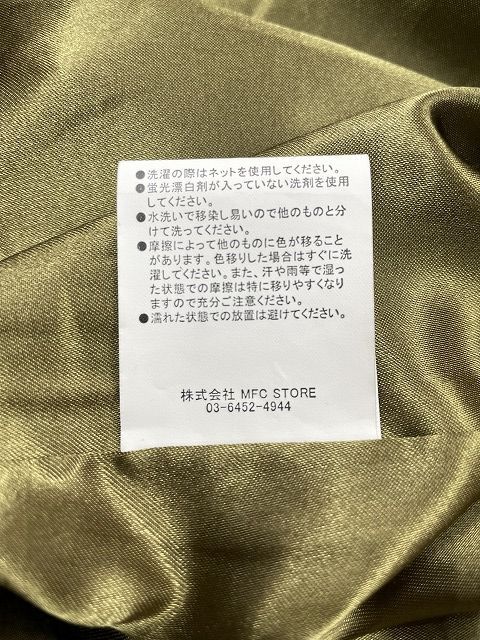 ●洗濯の際はネットを使用してください。
●蛍光漂白剤が入っていない洗剤を使用
してください。
●水洗いで移染し易いので他のものと分
けて洗ってください。
●摩擦によって他のものに色が移ること
があります。色移りした場合はすぐに洗
濯してください。また、汗や雨等で湿っ
た状態での摩擦は特に移りやすくなり
ますので充分ご注意ください。
●濡れた状態での放置は避けてください。
株式会社 MFC STORE
03-6452-4944